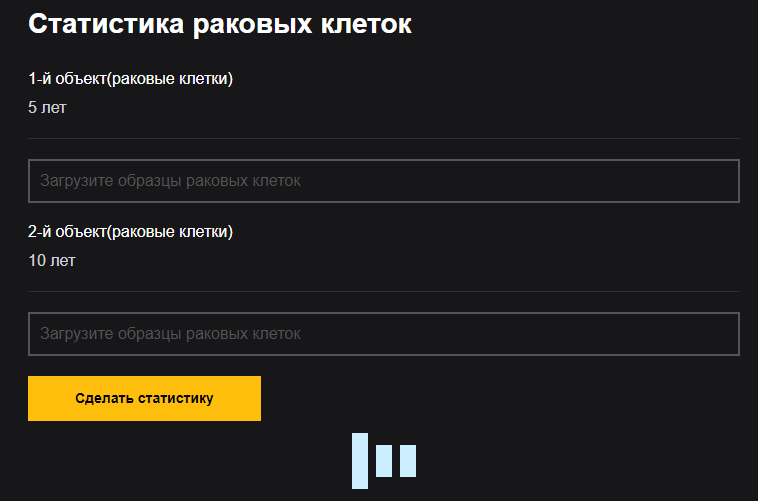 Статистика раковых клеток
1-й объект(раковые клетки)
5 лет
Загрузите образцы раковых клеток
2-й объект(раковые клетки)
10 лет
Загрузите образцы раковых клеток
Сделать статистику